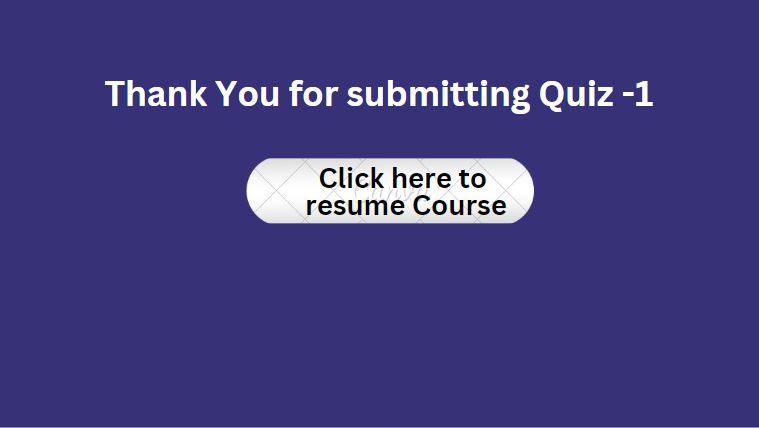 Thank You for submitting Quiz -1
Click here to
resume Course